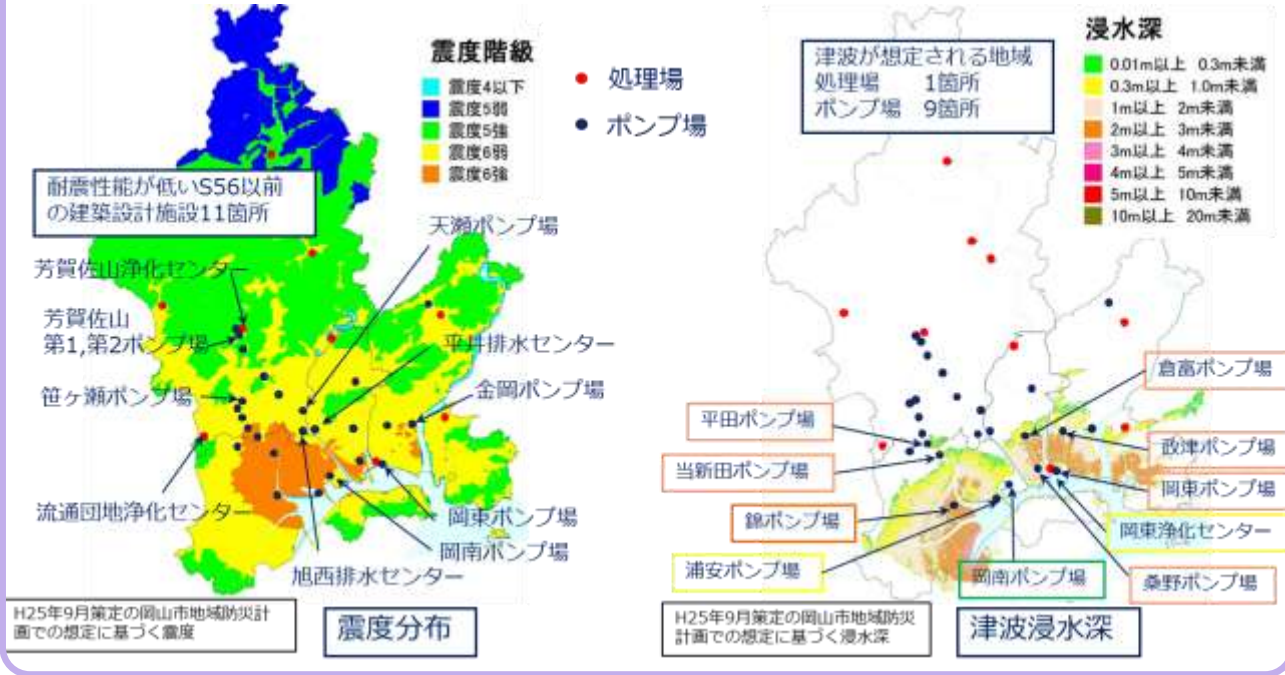 震度階級
震度4以下
震度5弱
震度5強
震度6弱
震度6強
処理場
ポンプ場
耐震性能が低いS56以前
の建築設計施設11箇所
天瀬ポンプ場
芳賀佐山浄化センター
芳賀佐山
第1,第2ポンプ場
平井排水センター
笹ヶ瀬ポンプ場
金岡ポンプ場
流通団地浄化センター
岡東ポンプ場
岡南ポンプ場
旭西排水センター
H25年9月策定の岡山市地域防災計
画での想定に基づく震度
震度分布
津波が想定される地域
処理場 1箇所
ポンプ場 9箇所
浸水深
0.01m以上 0.3m未満
0.3m以上 1.0m未満
1m以上 2m未満
2m以上 3m未満
3m以上 4m未満
4m以上 5m未満
5m以上 10m未満
10m以上 20m未満
倉富ポンプ場
平田ポンプ場
政津ポンプ場
当新田ポンプ場
岡東ポンプ場
錦ポンプ場
岡東浄化センター
浦安ポンプ場
岡南ポンプ場
桑野ポンプ場
H25年9月策定の岡山市地域防災
計画での想定に基づく浸水深
津波浸水深